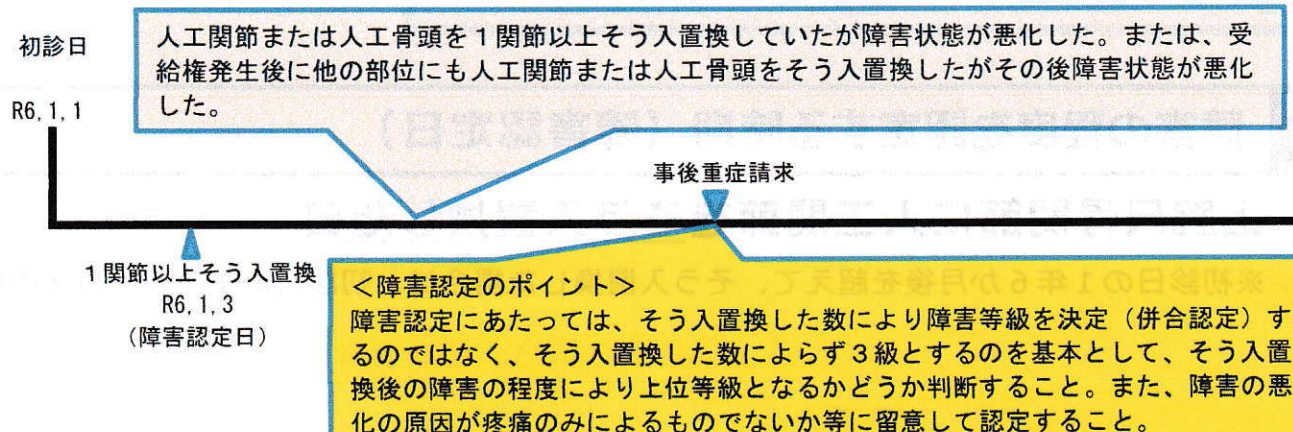 初診日
R6,1,1
人工関節または人工骨頭を１関節以上そう入置換していたが障害状態が悪化した。または、受
給権発生後に他の部位にも人工関節または人工骨頭をそう入置換したがその後障害状態が悪化
した。
事後重症請求
１関節以上そう入置換
R6,1,3
(障害認定日)
＜障害認定のポイント＞
障害認定にあたっては、そう入置換した数により障害等級を決定（併合認定）す
るのではなく、そう入置換した数によらず３級とするのを基本として、そう入置
換後の障害の程度により上位等級となるかどうか判断すること。また、障害の悪
化の原因が疼痛のみによるものでないか等に留意して認定すること。